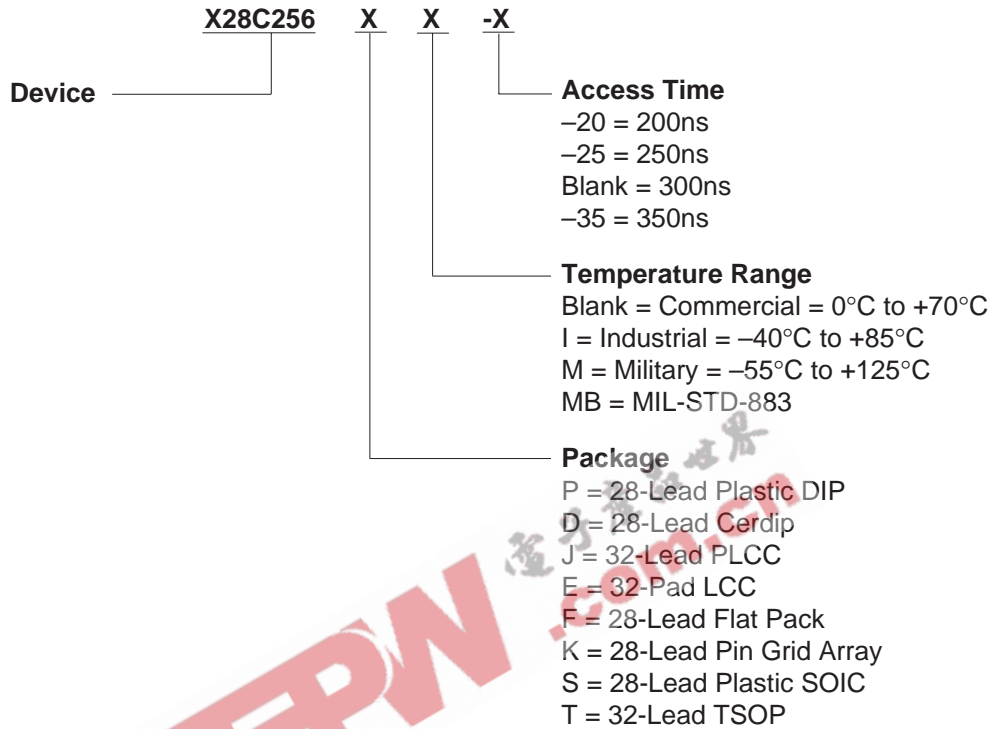 X28C256 X X -X
Device
Access Time
–20 = 200ns
–25 = 250ns
Blank = 300ns
–35 = 350ns
Temperature Range
Blank = Commercial = 0°C to +70°C
I = Industrial = –40°C to +85°C
M = Military = –55°C to +125°C
MB = MIL-STD-883
Package
P = 28-Lead Plastic DIP
D = 28-Lead Cerdip
J = 32-Lead PLCC
E = 32-Pad LCC
F = 28-Lead Flat Pack
K = 28-Lead Pin Grid Array
S = 28-Lead Plastic SOIC
T = 32-Lead TSOP
.com.cn